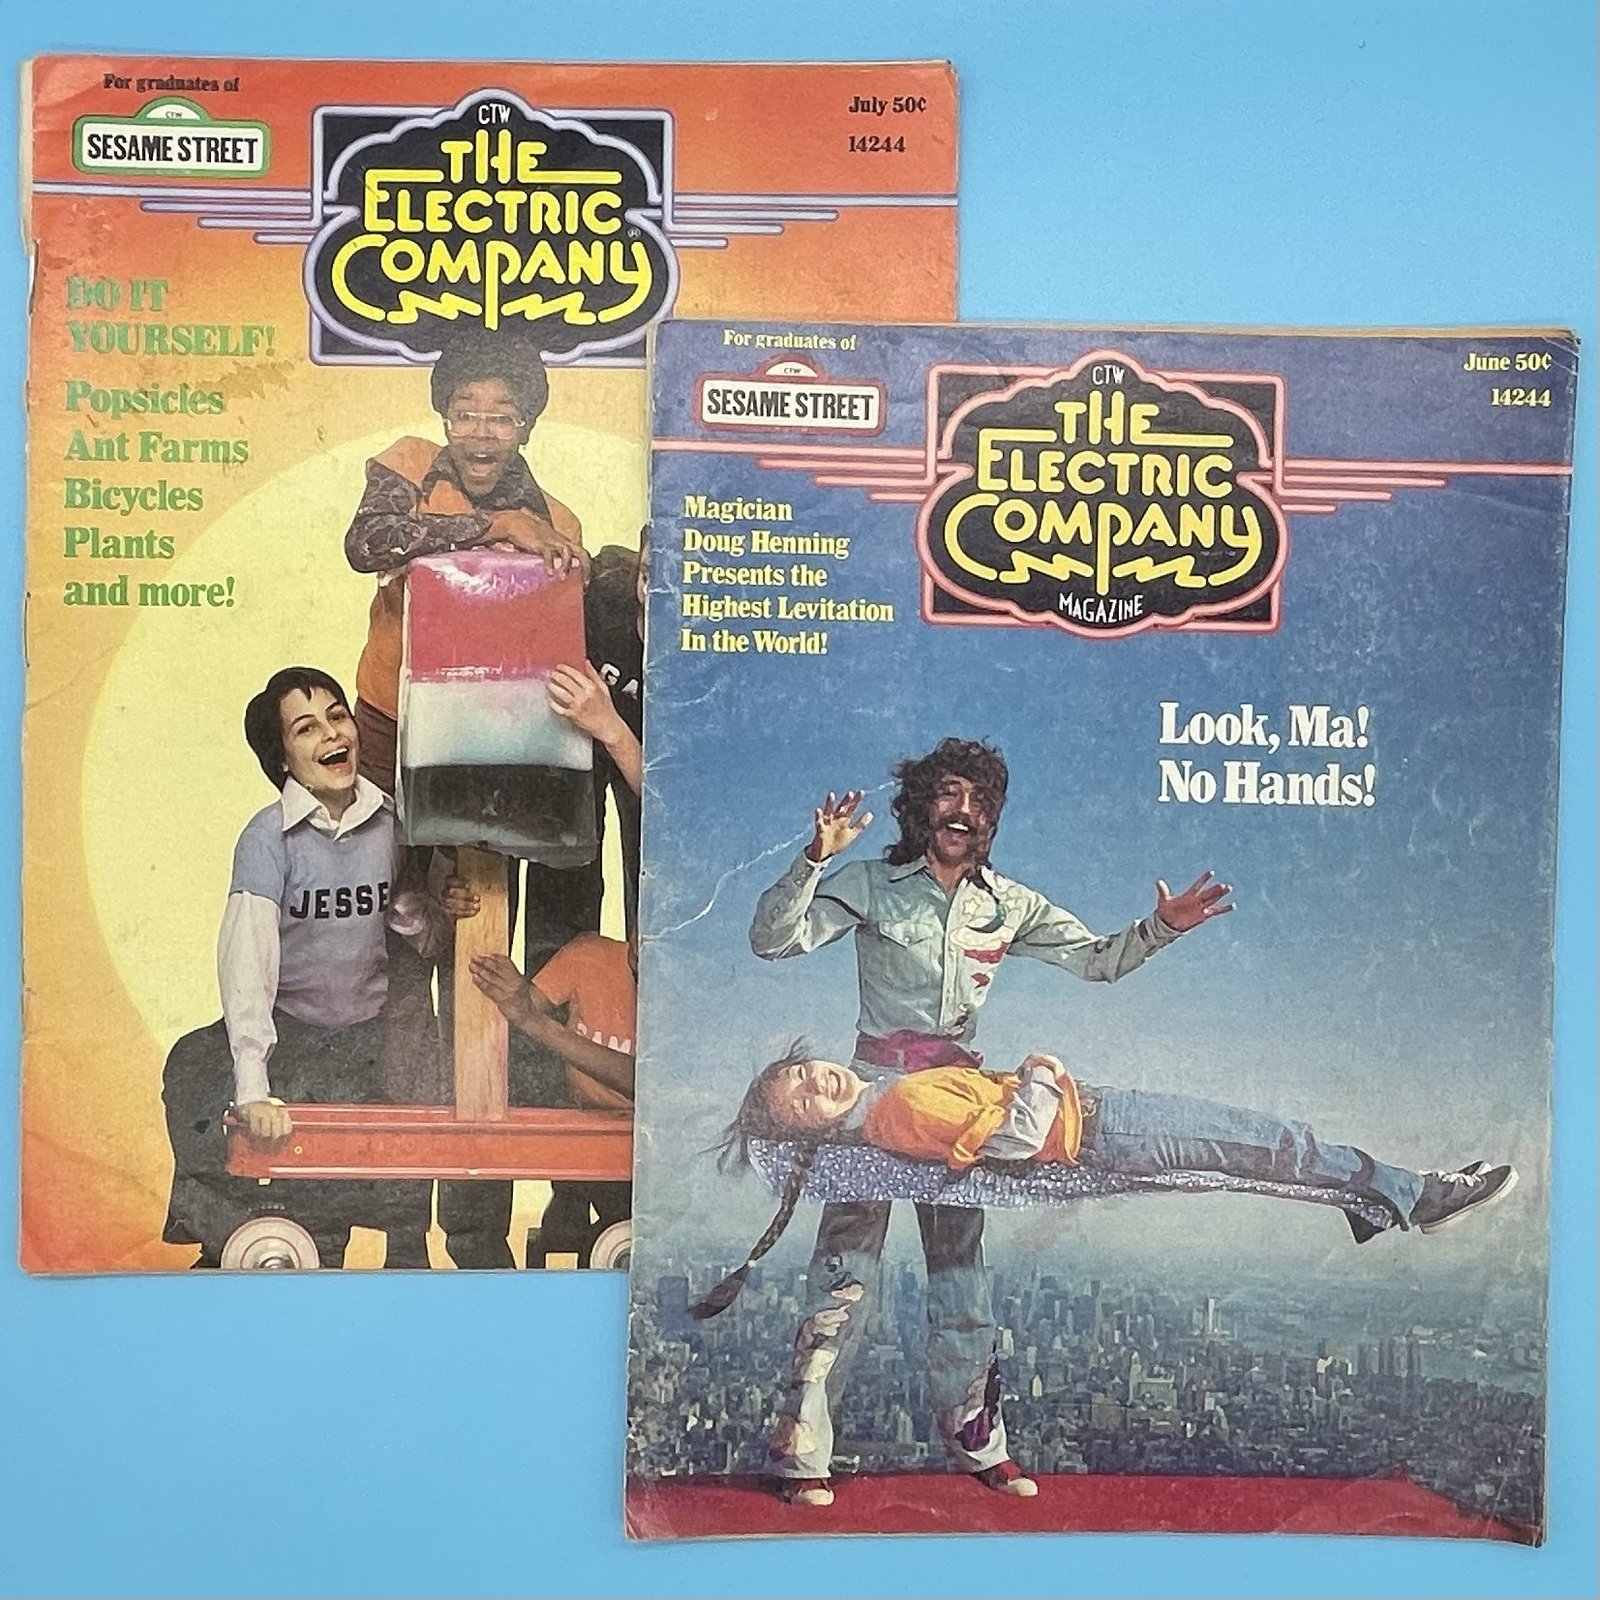 For graduates of
CTW
SESAME STREET
CTW
THE
ELECTRIC
COMPANY®
July 50¢
14244
DO IT
YOURSELF!
Popsicles
Ant Farms
Bicycles
Plants
and more!
JESSE
GA
AM
For graduates of
CTW
SESAME STREET
CTW
THE
ELECTRIC
COMPANY
MAGAZINE
June 50¢
14244
Magician
Doug Henning
Presents the
Highest Levitation
In the World!
Look, Ma!
No Hands!